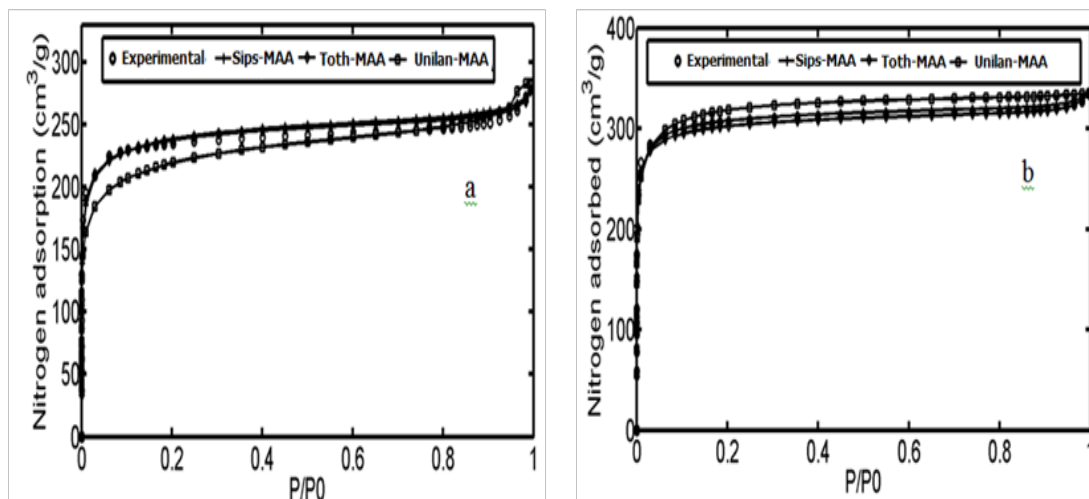 Nitrogen adsorption (cm³/g)
300
250
200
150
100
50
0
Experimental Sips-MAA Toth-MAA Unilan-MAA
a
0 0.2 0.4 0.6 0.8 1
P/P0
Nitrogen adsorbed (cm³/g)
400
300
200
100
0
Experimental Sips-MAA Toth-MAA Unilan-MAA
b
0 0.2 0.4 0.6 0.8 1
P/P0